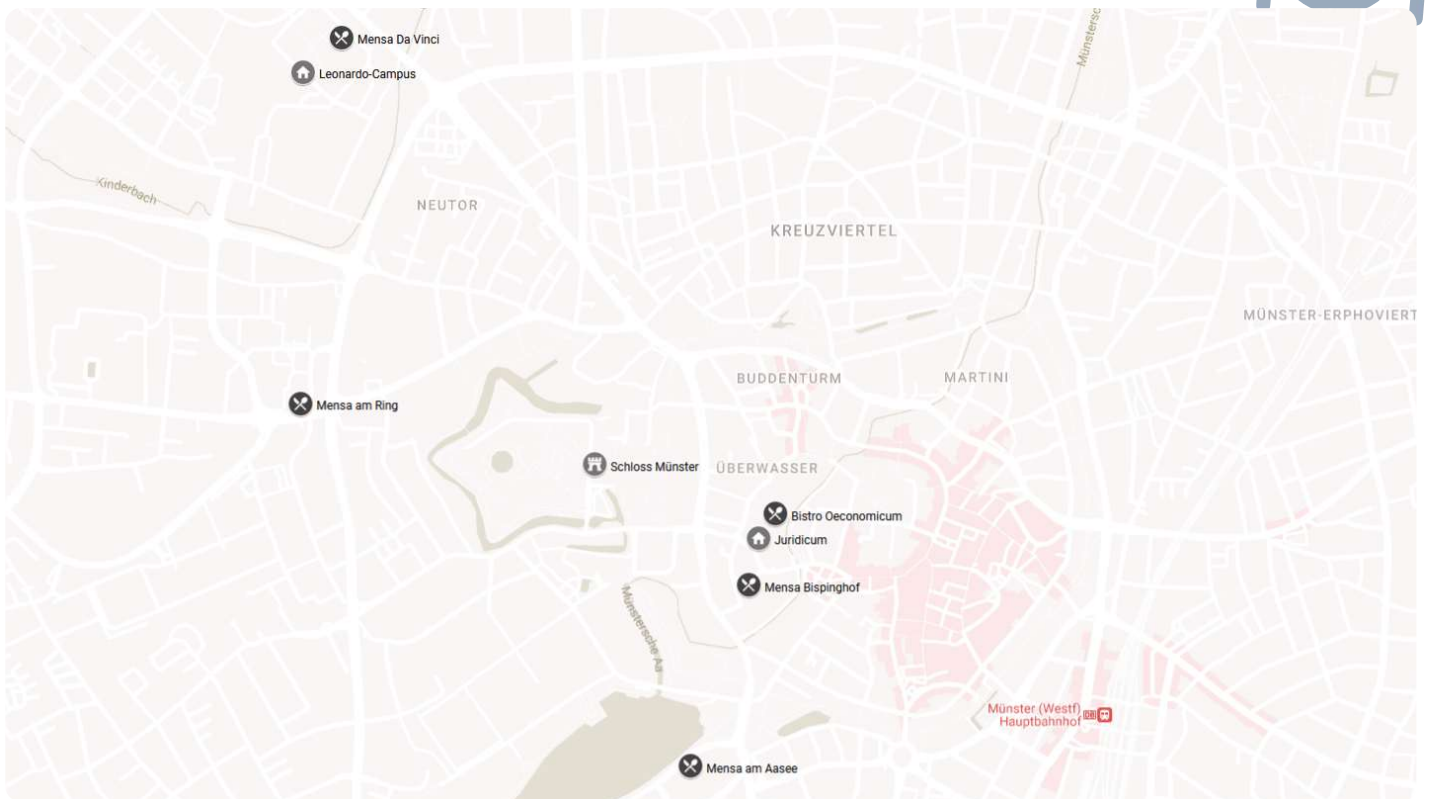 Mensa Da Vinci
Leonardo-Campus
Münstersc
Kinderbach
NEUTOR
KREUZVIERTEL
MÜNSTER-ERPHOVIERT
BUDDENTURM
MARTINI
Mensa am Ring
Schloss Münster
ÜBERWASSER
Bistro Oeconomicum
Juridicum
Mensa Bispinghof
Münstersche Aa
Münster (Westf)
Hauptbahnhof
DB
Mensa am Aasee